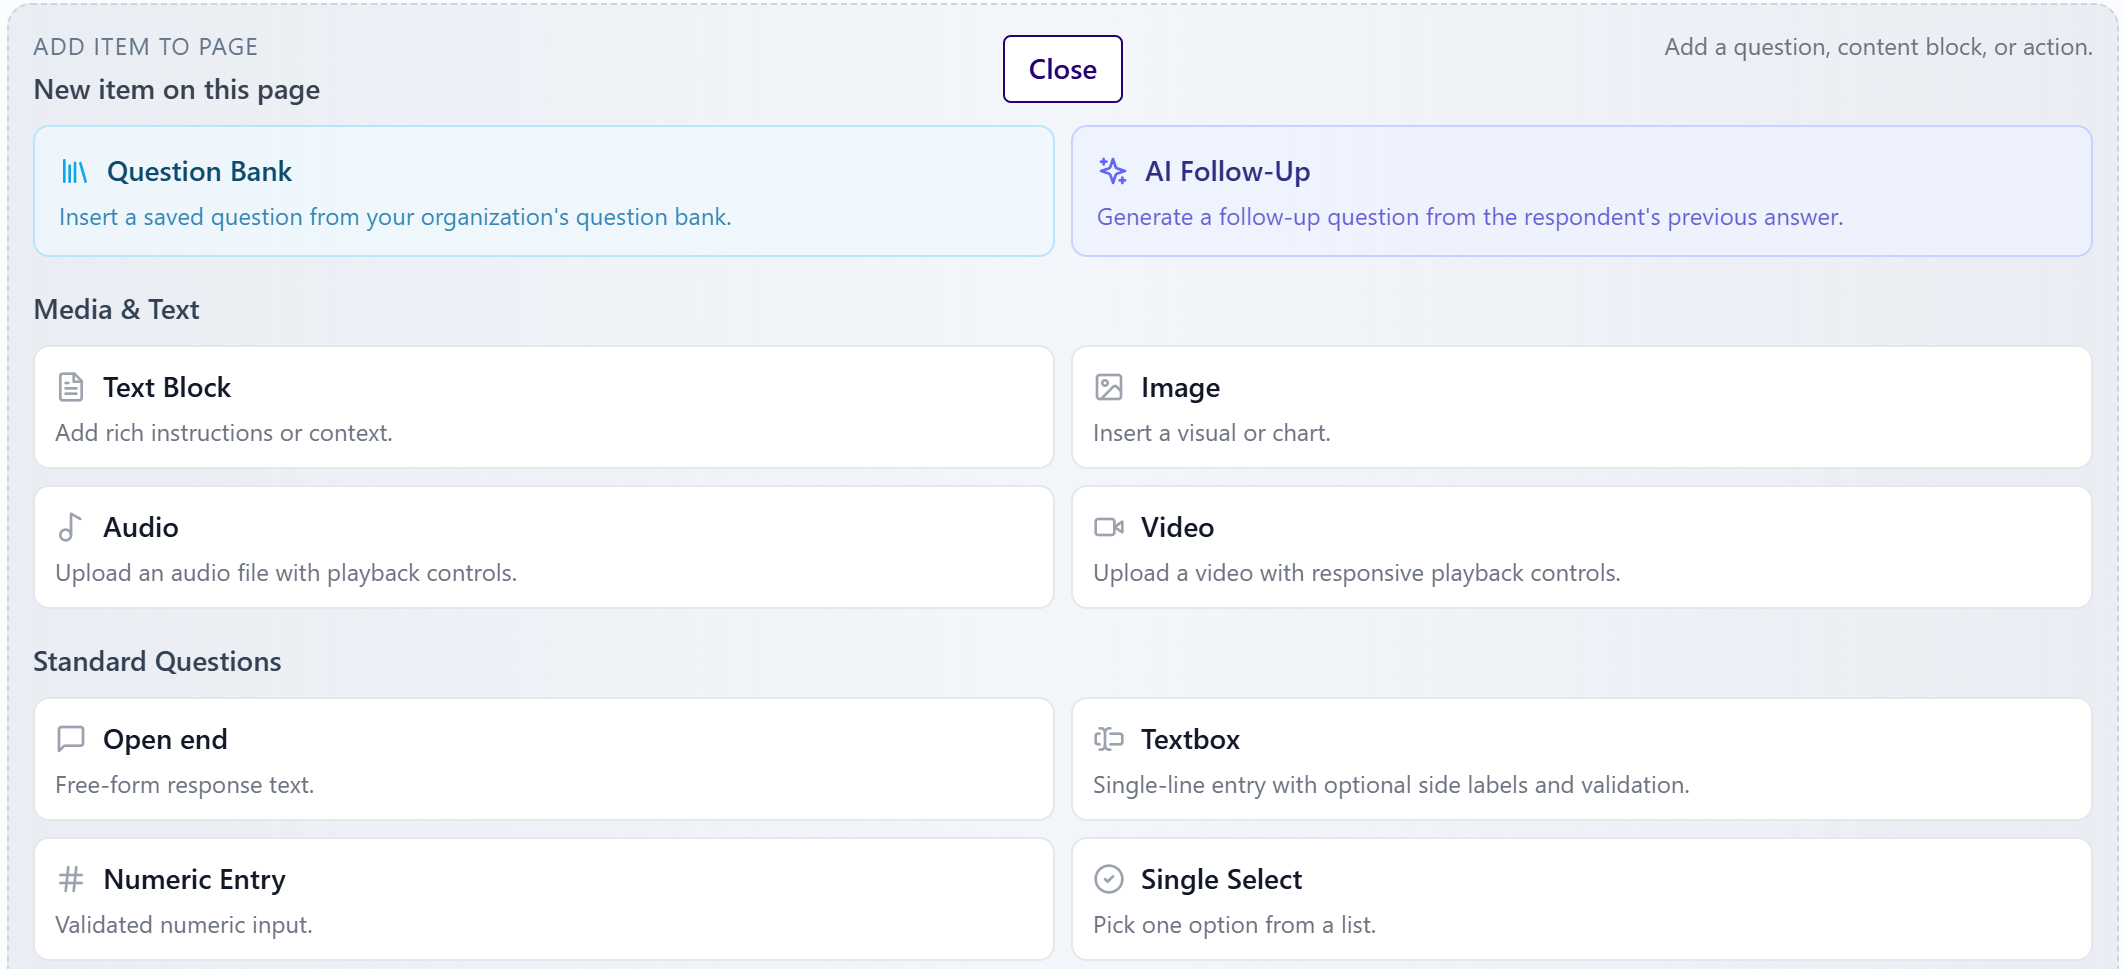 ADD ITEM TO PAGE
New item on this page
Close
Add a question, content block, or action.
Question Bank
Insert a saved question from your organization's question bank.
AI Follow-Up
Generate a follow-up question from the respondent's previous answer.
Media & Text
Text Block
Add rich instructions or context.
Image
Insert a visual or chart.
Audio
Upload an audio file with playback controls.
Video
Upload a video with responsive playback controls.
Standard Questions
Open end
Free-form response text.
Textbox
Single-line entry with optional side labels and validation.
Numeric Entry
Validated numeric input.
Single Select
Pick one option from a list.